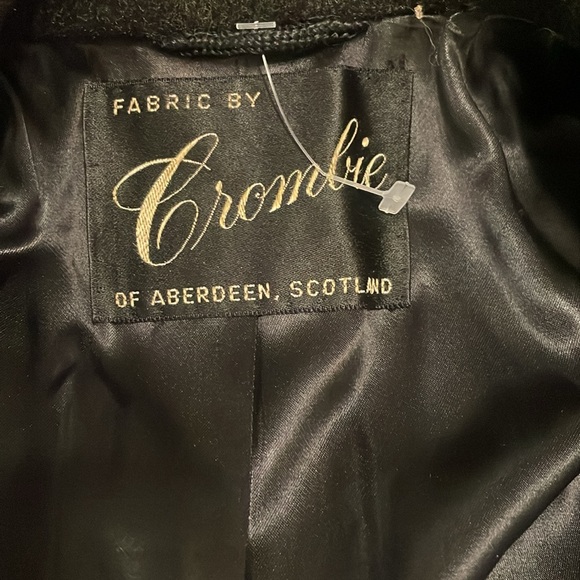 FABRIC BY
Crombie
OF ABERDEEN, SCOTLAND